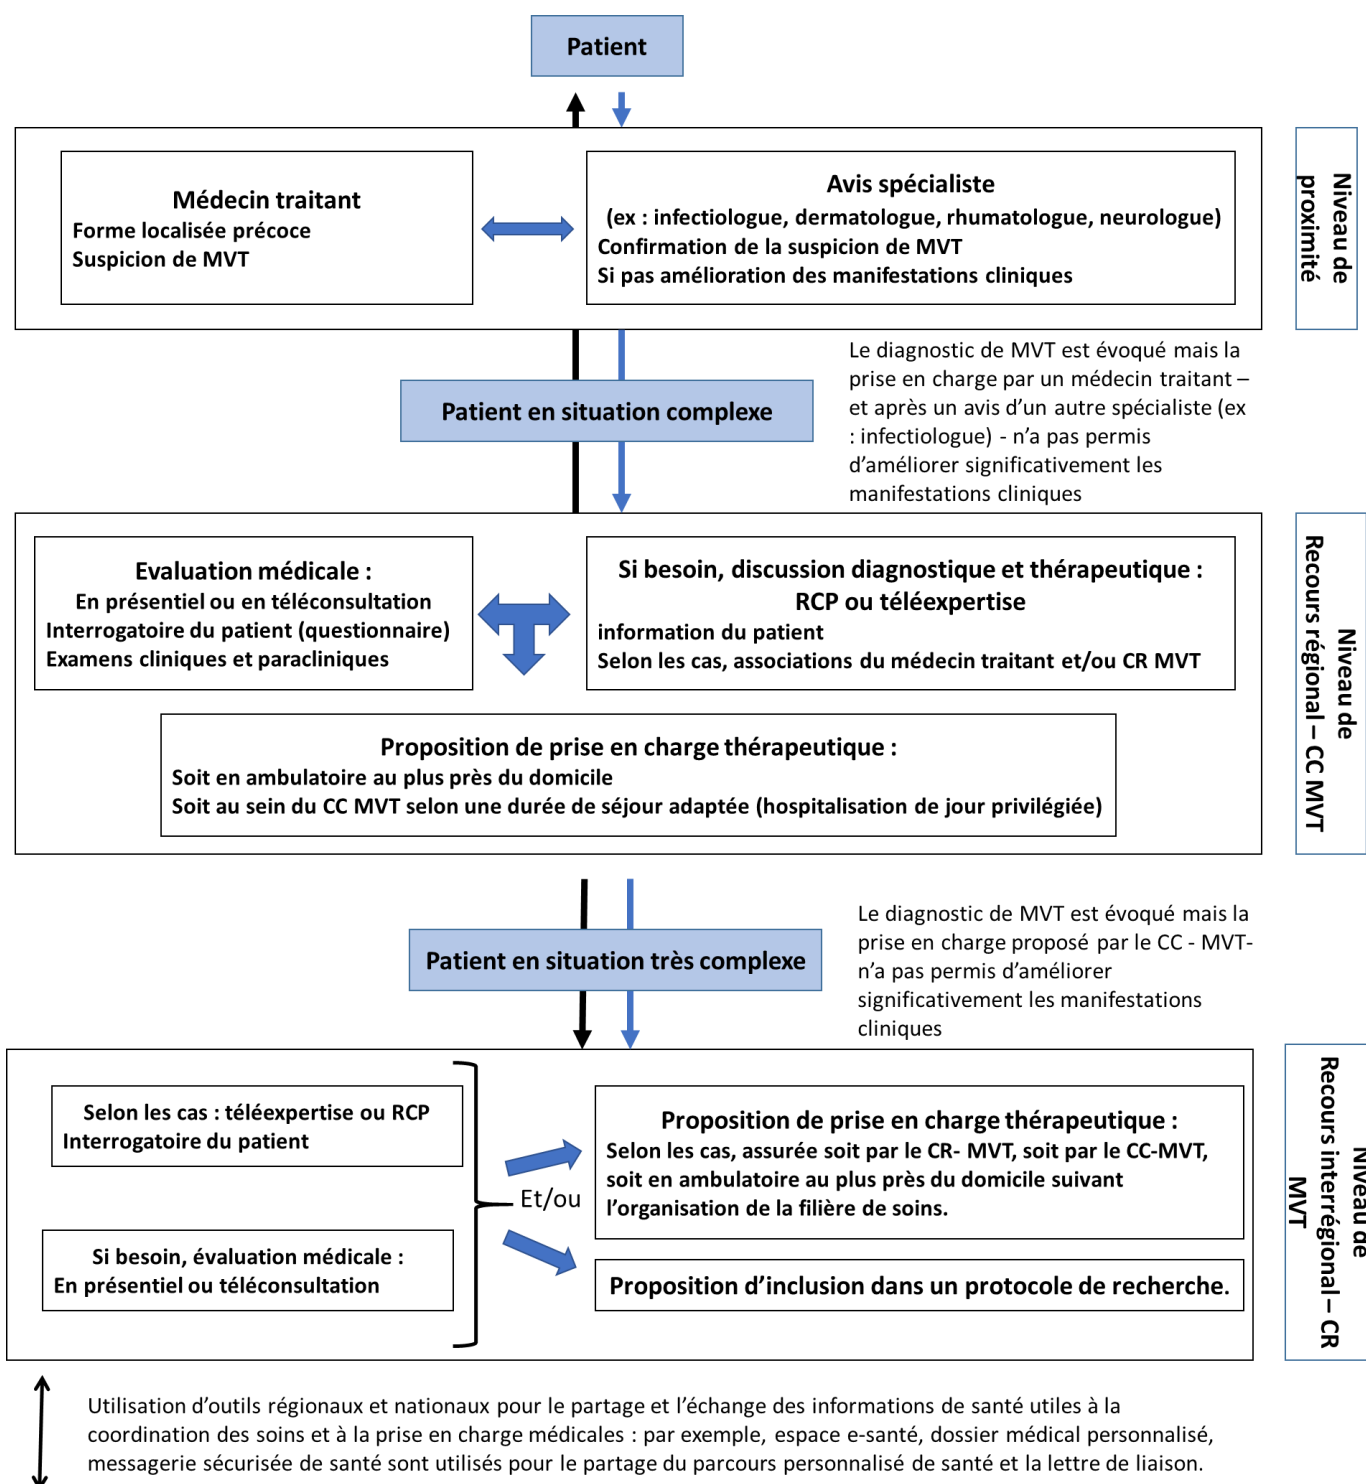 Patient
Médecin traitant
Forme localisée précoce
Suspicion de MVT
Avis spécialiste
(ex : infectiologue, dermatologue, rhumatologue, neurologue)
Confirmation de la suspicion de MVT
Si pas amélioration des manifestations cliniques
Niveau de
proximité
Patient en situation complexe
Le diagnostic de MVT est évoqué mais la
prise en charge par un médecin traitant –
et après un avis d’un autre spécialiste (ex
: infectiologue) - n’a pas permis
d’améliorer significativement les
manifestations cliniques
Evaluation médicale :
En présentiel ou en téléconsultation
Interrogatoire du patient (questionnaire)
Examens cliniques et paracliniques
Si besoin, discussion diagnostique et thérapeutique :
RCP ou téléexpertise
information du patient
Selon les cas, associations du médecin traitant et/ou CR MVT
Proposition de prise en charge thérapeutique :
Soit en ambulatoire au plus près du domicile
Soit au sein du CC MVT selon une durée de séjour adaptée (hospitalisation de jour privilégiée)
Niveau de
Recours régional – CC MVT
Patient en situation très complexe
Le diagnostic de MVT est évoqué mais la
prise en charge proposé par le CC - MVT-
n’a pas permis d’améliorer
significativement les manifestations
cliniques
Selon les cas : téléexpertise ou RCP
Interrogatoire du patient
Si besoin, évaluation médicale :
En présentiel ou téléconsultation
Et/ou
Proposition de prise en charge thérapeutique :
Selon les cas, assurée soit par le CR- MVT, soit par le CC-MVT,
soit en ambulatoire au plus près du domicile suivant
l’organisation de la filière de soins.
Proposition d’inclusion dans un protocole de recherche.
Niveau de
Recours interrégional – CR
MVT
Utilisation d’outils régionaux et nationaux pour le partage et l’échange des informations de santé utiles à la
coordination des soins et à la prise en charge médicales : par exemple, espace e-santé, dossier médical personnalisé,
messagerie sécurisée de santé sont utilisés pour le partage du parcours personnalisé de santé et la lettre de liaison.